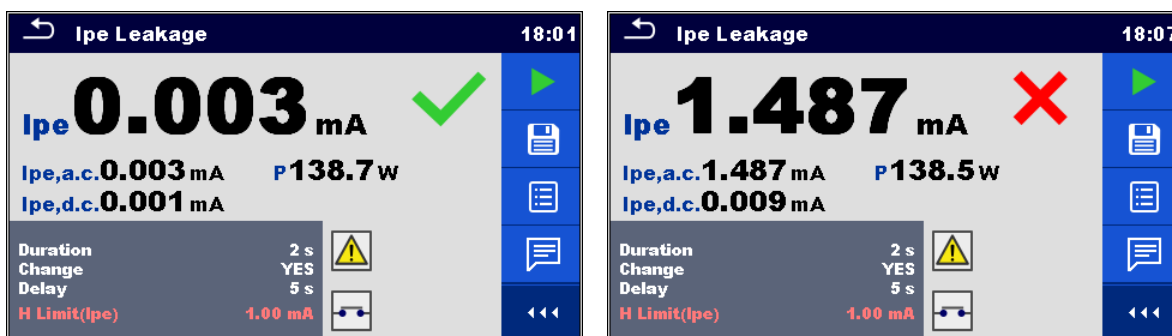 Ipe Leakage 18:01
Ipe 0.003 mA
Ipe,a.c. 0.003 mA P 138.7 W
Ipe,d.c. 0.001 mA
Duration 2 s
Change YES
Delay 5 s
H Limit(Ipe) 1.00 mA
Ipe Leakage 18:07
Ipe 1.487 mA
Ipe,a.c. 1.487 mA P 138.5 W
Ipe,d.c. 0.009 mA
Duration 2 s
Change YES
Delay 5 s
H Limit(Ipe) 1.00 mA